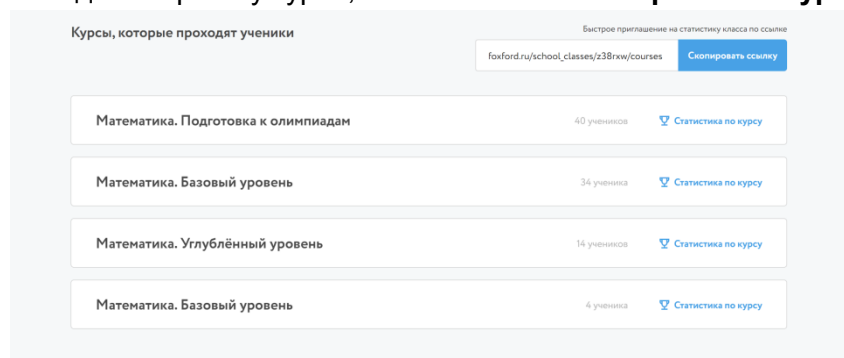 Курсы, которые проходят ученики
Быстрое приглашение на статистику класса по ссылке
foxford.ru/school_classes/z38rxw/courses
Скопировать ссылку
Математика. Подготовка к олимпиадам 40 учеников Статистика по курсу
Математика. Базовый уровень 34 ученика Статистика по курсу
Математика. Углублённый уровень 14 учеников Статистика по курсу
Математика. Базовый уровень 4 ученика Статистика по курсу